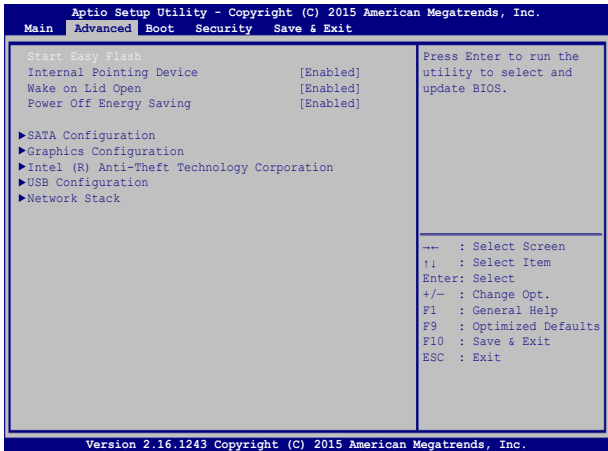 Aptio Setup Utility - Copyright (C) 2015 American Megatrends, Inc.
Main Advanced Boot Security Save & Exit
Start Easy Flash
Internal Pointing Device [Enabled]
Wake on Lid Open [Enabled]
Power Off Energy Saving [Enabled]
▶SATA Configuration
▶Graphics Configuration
▶Intel (R) Anti-Theft Technology Corporation
▶USB Configuration
▶Network Stack
Press Enter to run the
utility to select and
update BIOS.
→← : Select Screen
↑↓ : Select Item
Enter: Select
+/— : Change Opt.
F1 : General Help
F9 : Optimized Defaults
F10 : Save & Exit
ESC : Exit
Version 2.16.1243 Copyright (C) 2015 American Megatrends, Inc.